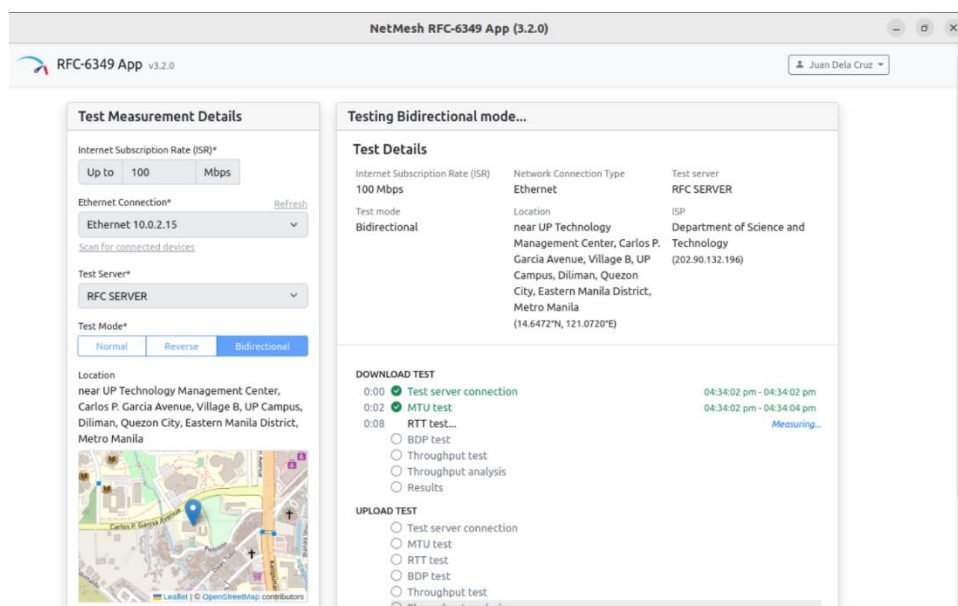 NetMesh RFC-6349 App (3.2.0)
RFC-6349 App v3.2.0
Juan Dela Cruz
Test Measurement Details
Internet Subscription Rate (ISR)*
Up to 100 Mbps
Ethernet Connection* Refresh
Ethernet 10.0.2.15
Scan for connected devices
Test Server*
RFC SERVER
Test Mode*
Normal Reverse Bidirectional
Location
near UP Technology Management Center,
Carlos P. Garcia Avenue, Village B, UP Campus,
Diliman, Quezon City, Eastern Manila District,
Metro Manila
Carlos P. Garcia Avenue
Leaflet | © OpenStreetMap contributors
Testing Bidirectional mode...
Test Details
Internet Subscription Rate (ISR)
100 Mbps
Network Connection Type
Ethernet
Test server
RFC SERVER
Test mode
Bidirectional
Location
near UP Technology
Management Center, Carlos P.
Garcia Avenue, Village B, UP
Campus, Diliman, Quezon
City, Eastern Manila District,
Metro Manila
(14.6472°N, 121.0720°E)
ISP
Department of Science and
Technology
(202.90.132.196)
DOWNLOAD TEST
0:00 Test server connection 04:34:02 pm - 04:34:02 pm
0:02 MTU test 04:34:02 pm - 04:34:04 pm
0:08 RTT test... Measuring...
BDP test
Throughput test
Throughput analysis
Results
UPLOAD TEST
Test server connection
MTU test
RTT test
BDP test
Throughput test